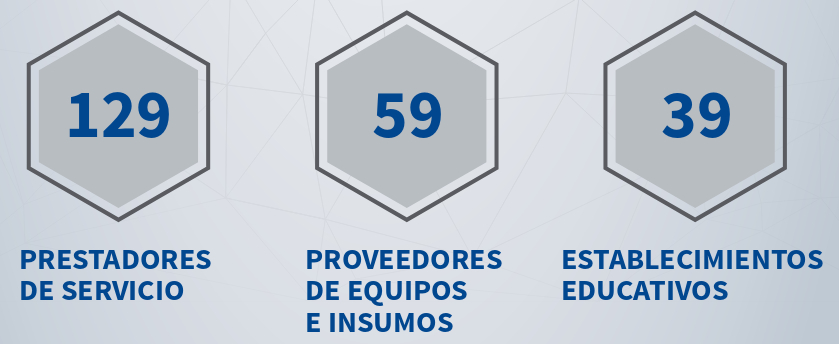 129
PRESTADORES
DE SERVICIO
59
PROVEEDORES
DE EQUIPOS
E INSUMOS
39
ESTABLECIMIENTOS
EDUCATIVOS